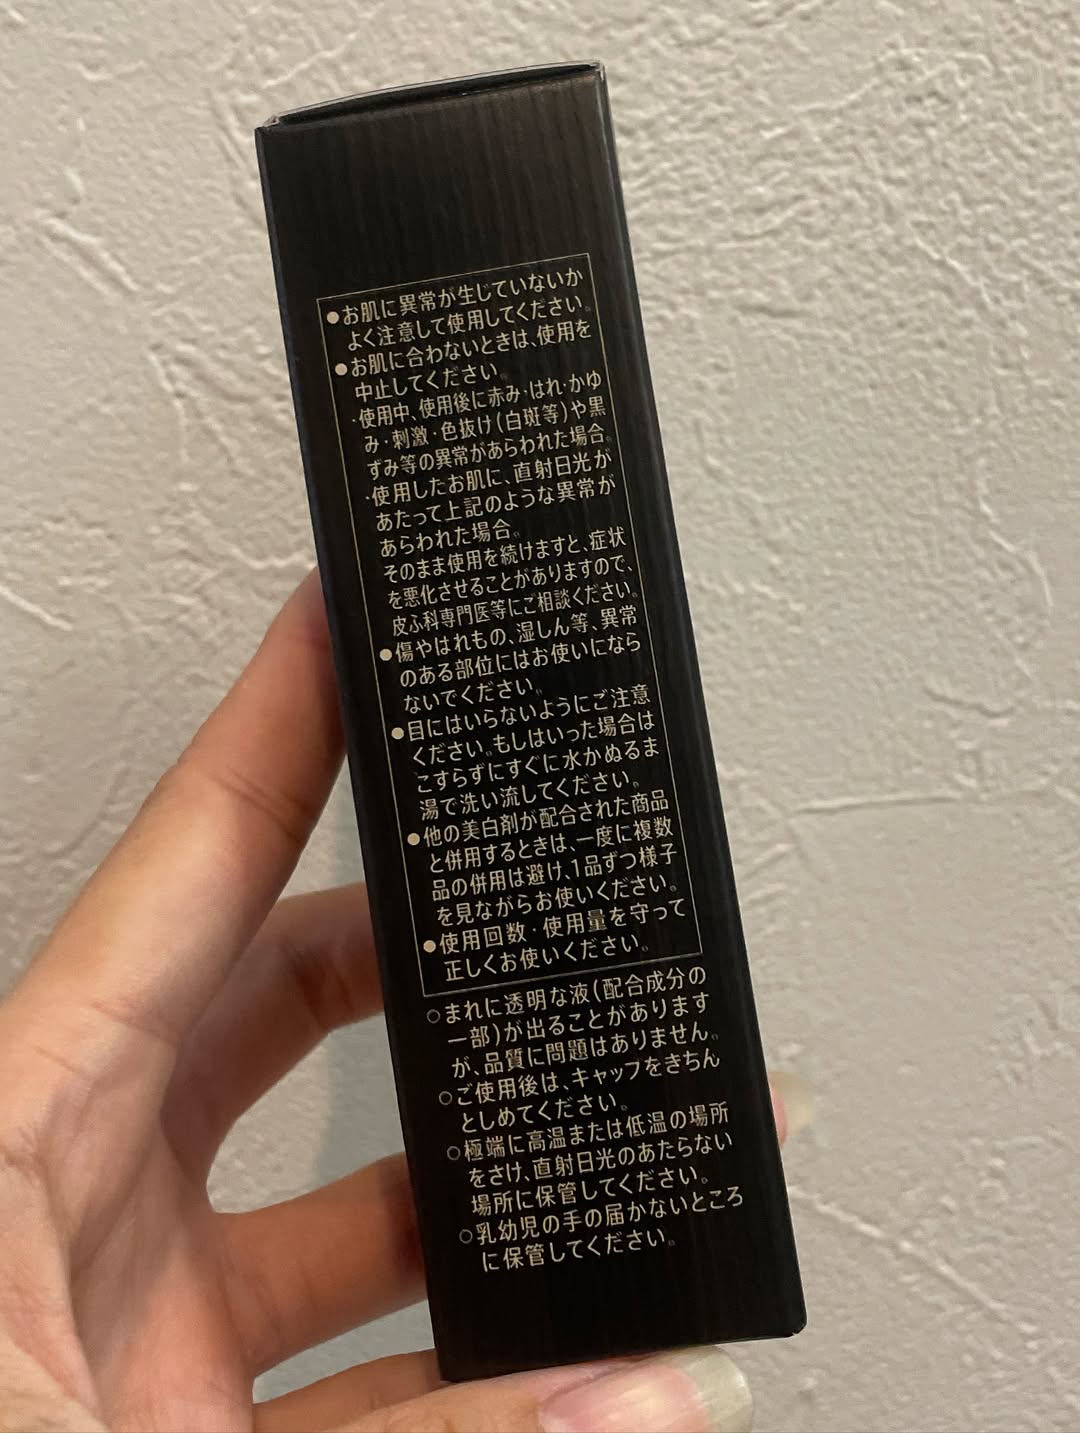 ●お肌に異常が生じていないか
よく注意して使用してください。
●お肌に合わないときは、使用を
中止してください。
・使用中、使用後に赤み・はれ・かゆ
み・刺激・色抜け(白斑等)や黒
ずみ等の異常があらわれた場合。
・使用したお肌に、直射日光が
あたって上記のような異常が
あらわれた場合。
そのまま使用を続けますと、症状
を悪化させることがありますので、
皮ふ科専門医等にご相談ください。
●傷やはれもの、湿しん等、異常
のある部位にはお使いになら
ないでください。
●目にはいらないようにご注意
ください。もしはいった場合は
こすらずにすぐに水かぬるま
湯で洗い流してください。
●他の美白剤が配合された商品
と併用するときは、一度に複数
品の併用は避け、1品ずつ様子
を見ながらお使いください。
●使用回数・使用量を守って
正しくお使いください。
○まれに透明な液(配合成分の
一部)が出ることがあります
が、品質に問題はありません。
○ご使用後は、キャップをきちん
としめてください。
○極端に高温または低温の場所
をさけ、直射日光のあたらない
場所に保管してください。
○乳幼児の手の届かないところ
に保管してください。